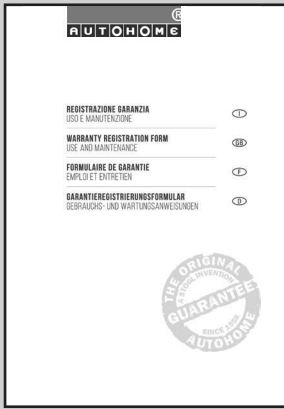 ®
AUTOHOME
REGISTRAZIONE GARANZIA
USO E MANUTENZIONE
I
WARRANTY REGISTRATION FORM
USE AND MAINTENANCE
GB
FORMULAIRE DE GARANTIE
EMPLOI ET ENTRETIEN
F
GARANTIEREGISTRIERUNGSFORMULAR
GEBRAUCHS- UND WARTUNGSANWEISUNGEN
D
THE ORIGINAL
INVENTION
GUARANTEE
SINCE 1958
AUTOHOME